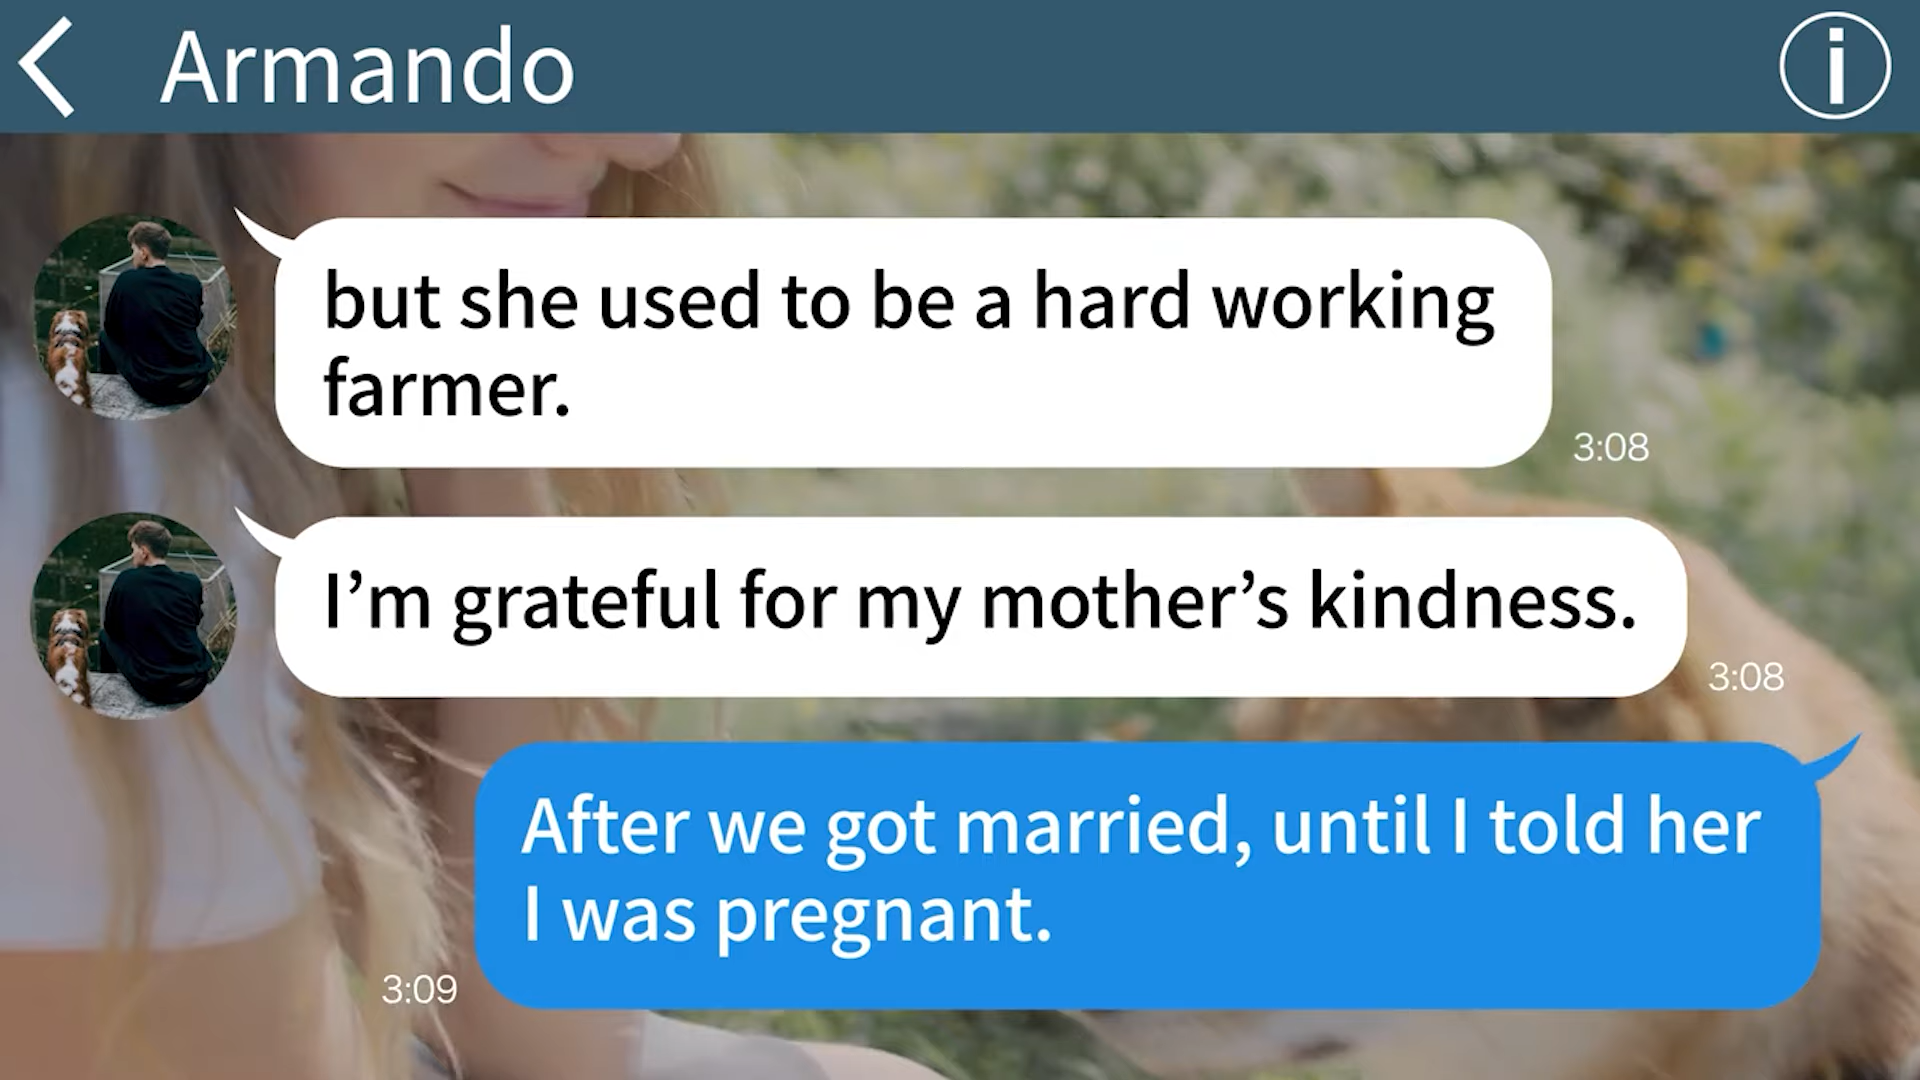 Armando
but she used to be a hard working
farmer.
3:08
I’m grateful for my mother’s kindness.
3:08
After we got married, until I told her
I was pregnant.
3:09